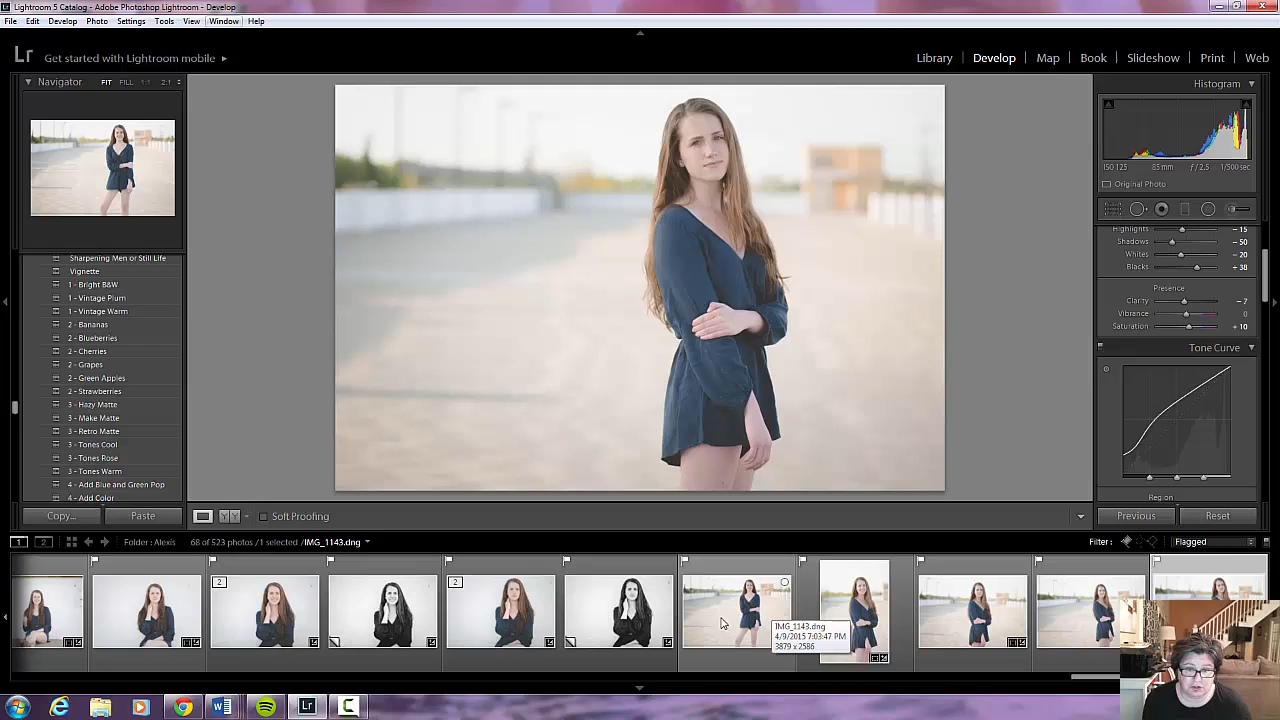 Lightroom 5 Catalog - Adobe Photoshop Lightroom - Develop
File Edit Develop Photo Settings Tools View Window Help
Lr Get started with Lightroom mobile
Library Develop Map Book Slideshow Print Web
Navigator FIT FILL 1:1 2:1
Histogram
ISO 125 85 mm f / 2.5 1/500 sec
Original Photo
Highlights - 15
Shadows - 50
Whites - 20
Blacks + 38
Presence
Clarity - 7
Vibrance 0
Saturation + 10
Tone Curve
Region
Sharpening Men or Still Life
Vignette
1 - Bright B&W
1 - Vintage Plum
1 - Vintage Warm
2 - Bananas
2 - Blueberries
2 - Cherries
2 - Grapes
2 - Green Apples
2 - Strawberries
3 - Hazy Matte
3 - Make Matte
3 - Retro Matte
3 - Tones Cool
3 - Tones Rose
3 - Tones Warm
4 - Add Blue and Green Pop
4 - Add Color
Copy... Paste
Y Y Soft Proofing
Previous Reset
1 2 Folder : Alexis 68 of 523 photos /1 selected /IMG_1143.dng
Filter : Flagged
2
2
IMG_1143.dng
4/9/2015 7:03:47 PM
3879 x 2586
W Lr C